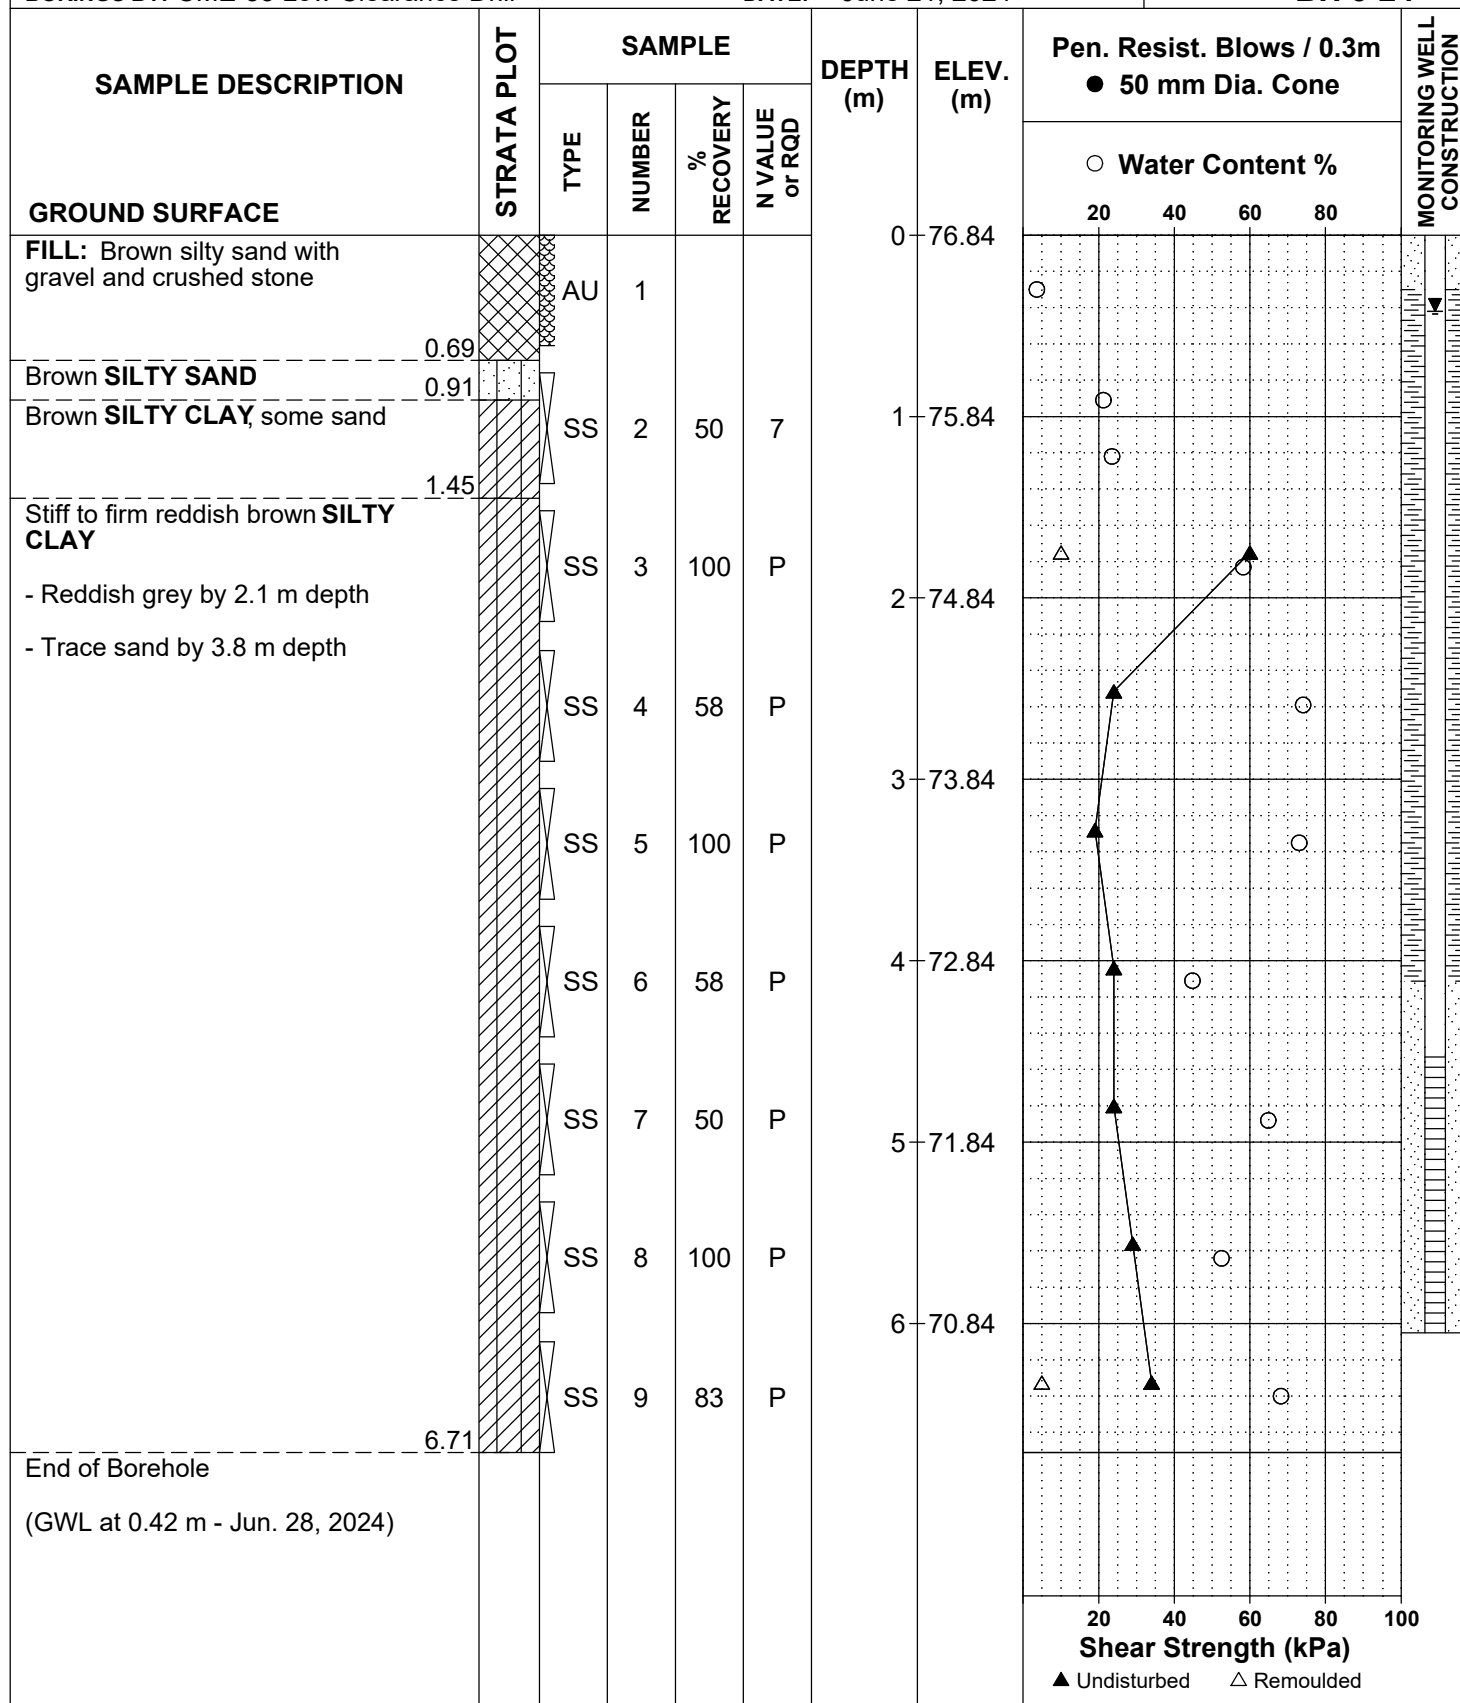 SAMPLE DESCRIPTION
GROUND SURFACE
STRATA PLOT
SAMPLE
TYPE
NUMBER
%
RECOVERY
N VALUE
or RQD
DEPTH
(m)
ELEV.
(m)
Pen. Resist. Blows / 0.3m
● 50 mm Dia. Cone
○ Water Content %
20 40 60 80
MONITORING WELL
CONSTRUCTION
FILL: Brown silty sand with
gravel and crushed stone
0.69
Brown SILTY SAND
0.91
Brown SILTY CLAY, some sand
1.45
Stiff to firm reddish brown SILTY
CLAY
- Reddish grey by 2.1 m depth
- Trace sand by 3.8 m depth
6.71
End of Borehole
(GWL at 0.42 m - Jun. 28, 2024)
AU 1
SS 2 50 7
SS 3 100 P
SS 4 58 P
SS 5 100 P
SS 6 58 P
SS 7 50 P
SS 8 100 P
SS 9 83 P
0 76.84
1 75.84
2 74.84
3 73.84
4 72.84
5 71.84
6 70.84
20 40 60 80 100
Shear Strength (kPa)
▲ Undisturbed △ Remoulded